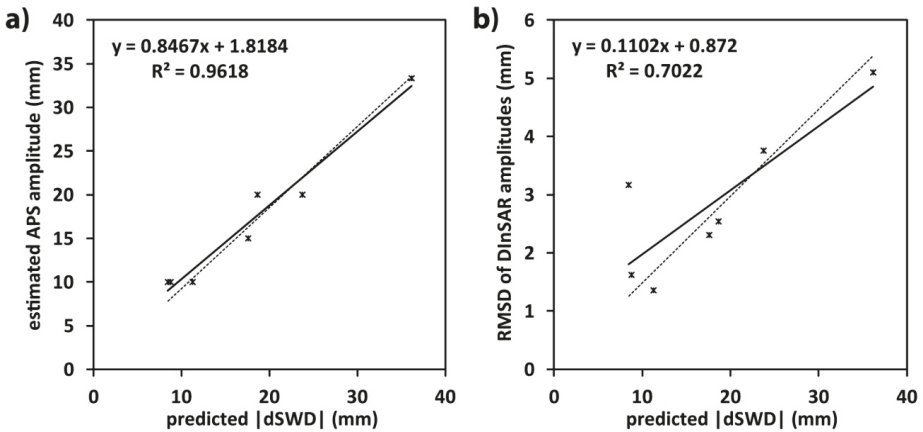 a)
y = 0.8467x + 1.8184
R² = 0.9618
estimated APS amplitude (mm)
40
35
30
25
20
15
10
5
0
0 10 20 30 40
predicted |dSWD| (mm)
b)
y = 0.1102x + 0.872
R² = 0.7022
RMSD of DInSAR amplitudes (mm)
6
5
4
3
2
1
0
0 10 20 30 40
predicted |dSWD| (mm)